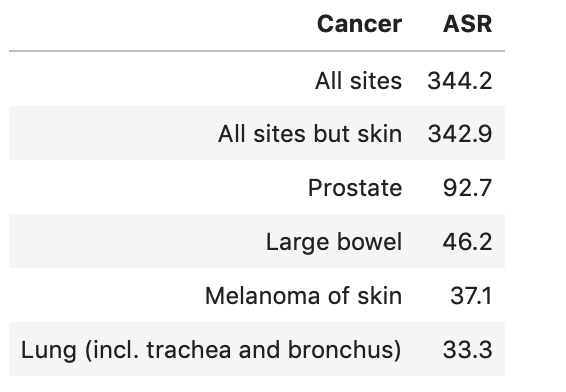 Cancer ASR
All sites 344.2
All sites but skin 342.9
Prostate 92.7
Large bowel 46.2
Melanoma of skin 37.1
Lung (incl. trachea and bronchus) 33.3